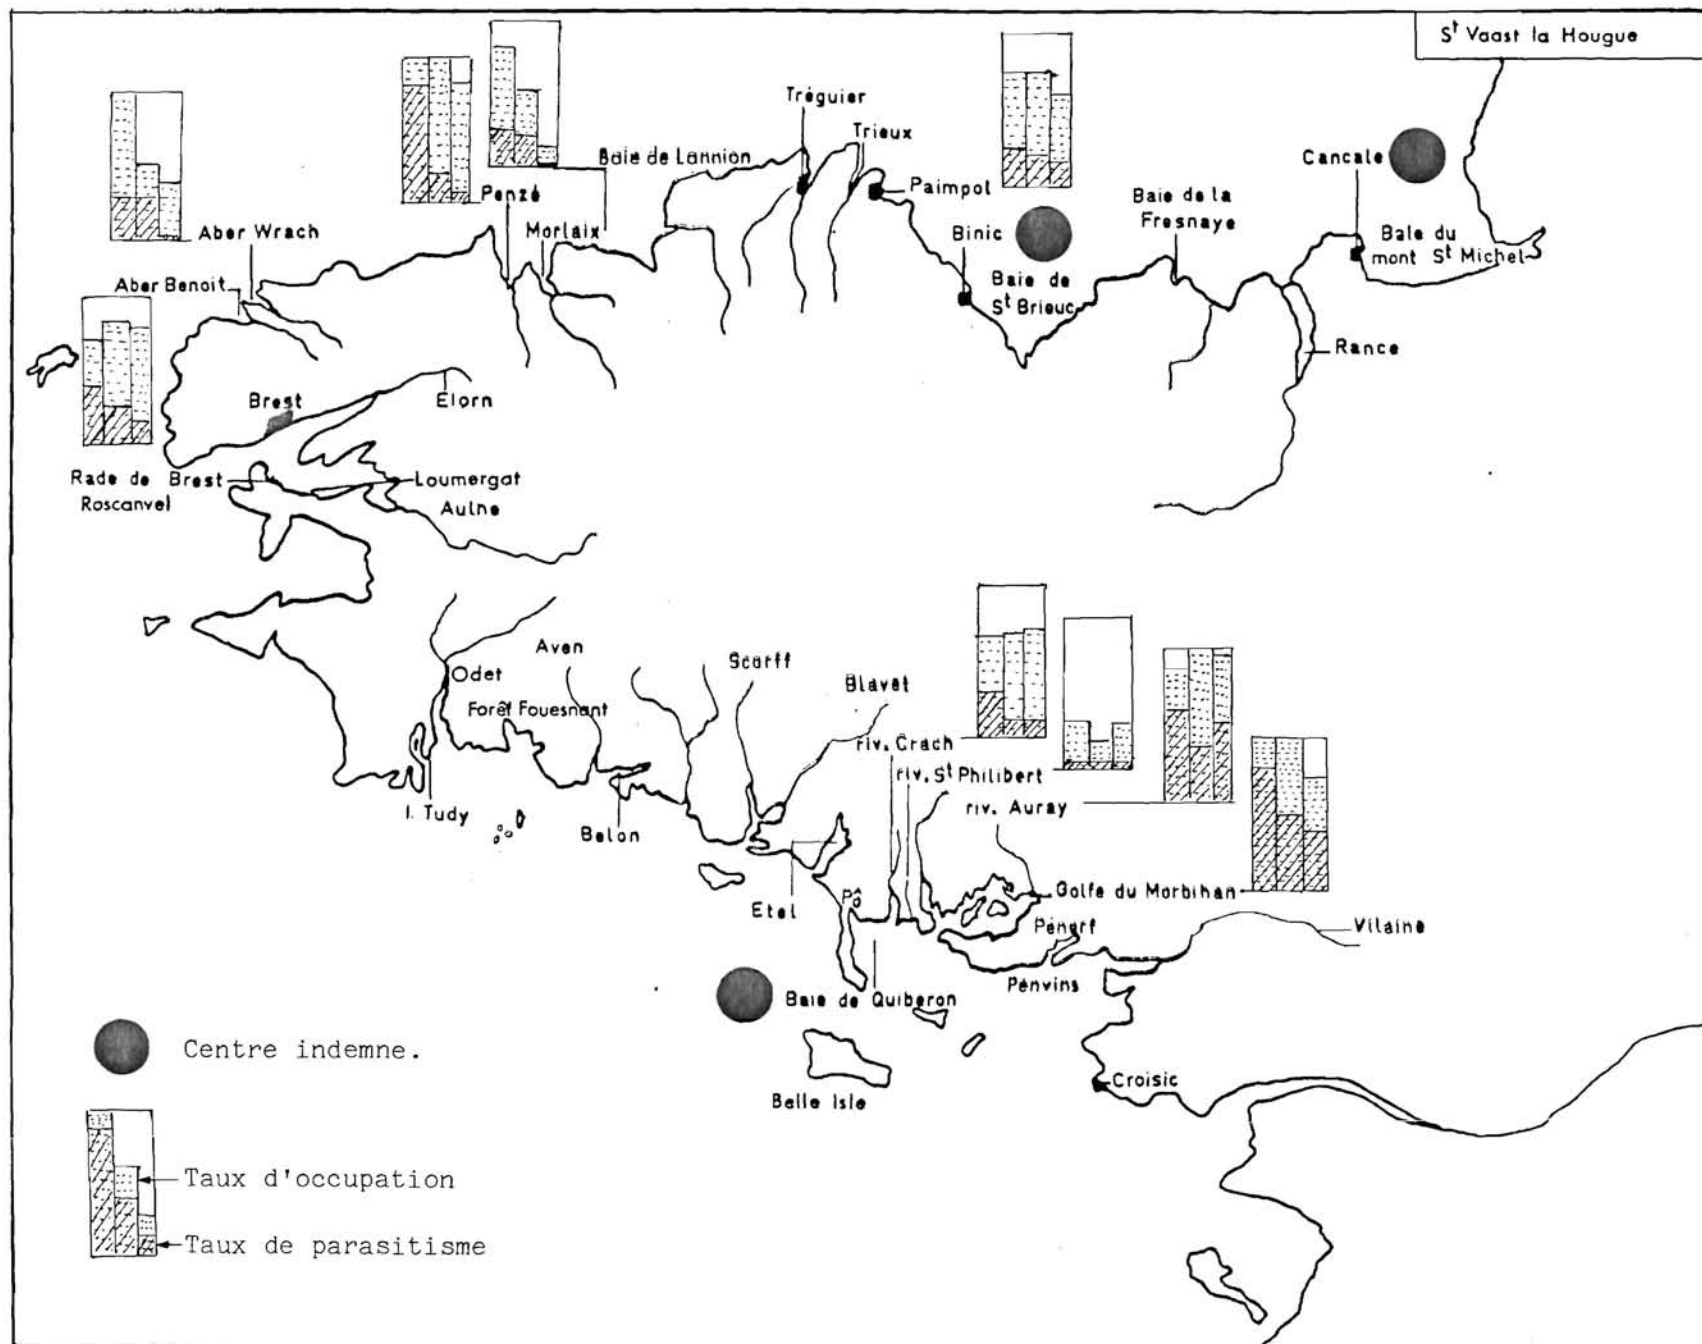 St Vaast la Hougue
Tréguier
Trieux
Baie de Lannion
Cancale
Penzé
Paimpol
Baie de la
Fresnaye
Aber Wrach
Morlaix
Binic
Baie du
mont St Michel
Aber Benoit
Baie de
St Brieuc
Rance
Brest
Elorn
Rade de Brest
Roscanvel
Loumergat
Aulne
Aven
Scorff
Odet
Blavet
Forêt Fouesnant
riv. Crach
riv. St Philibert
I. Tudy
Belon
riv. Auray
Etel
Pô
Golfe du Morbihan
Penerf
Vilaine
Penvins
Baie de Quiberon
Centre indemne.
Croisic
Belle Isle
Taux d'occupation
Taux de parasitisme